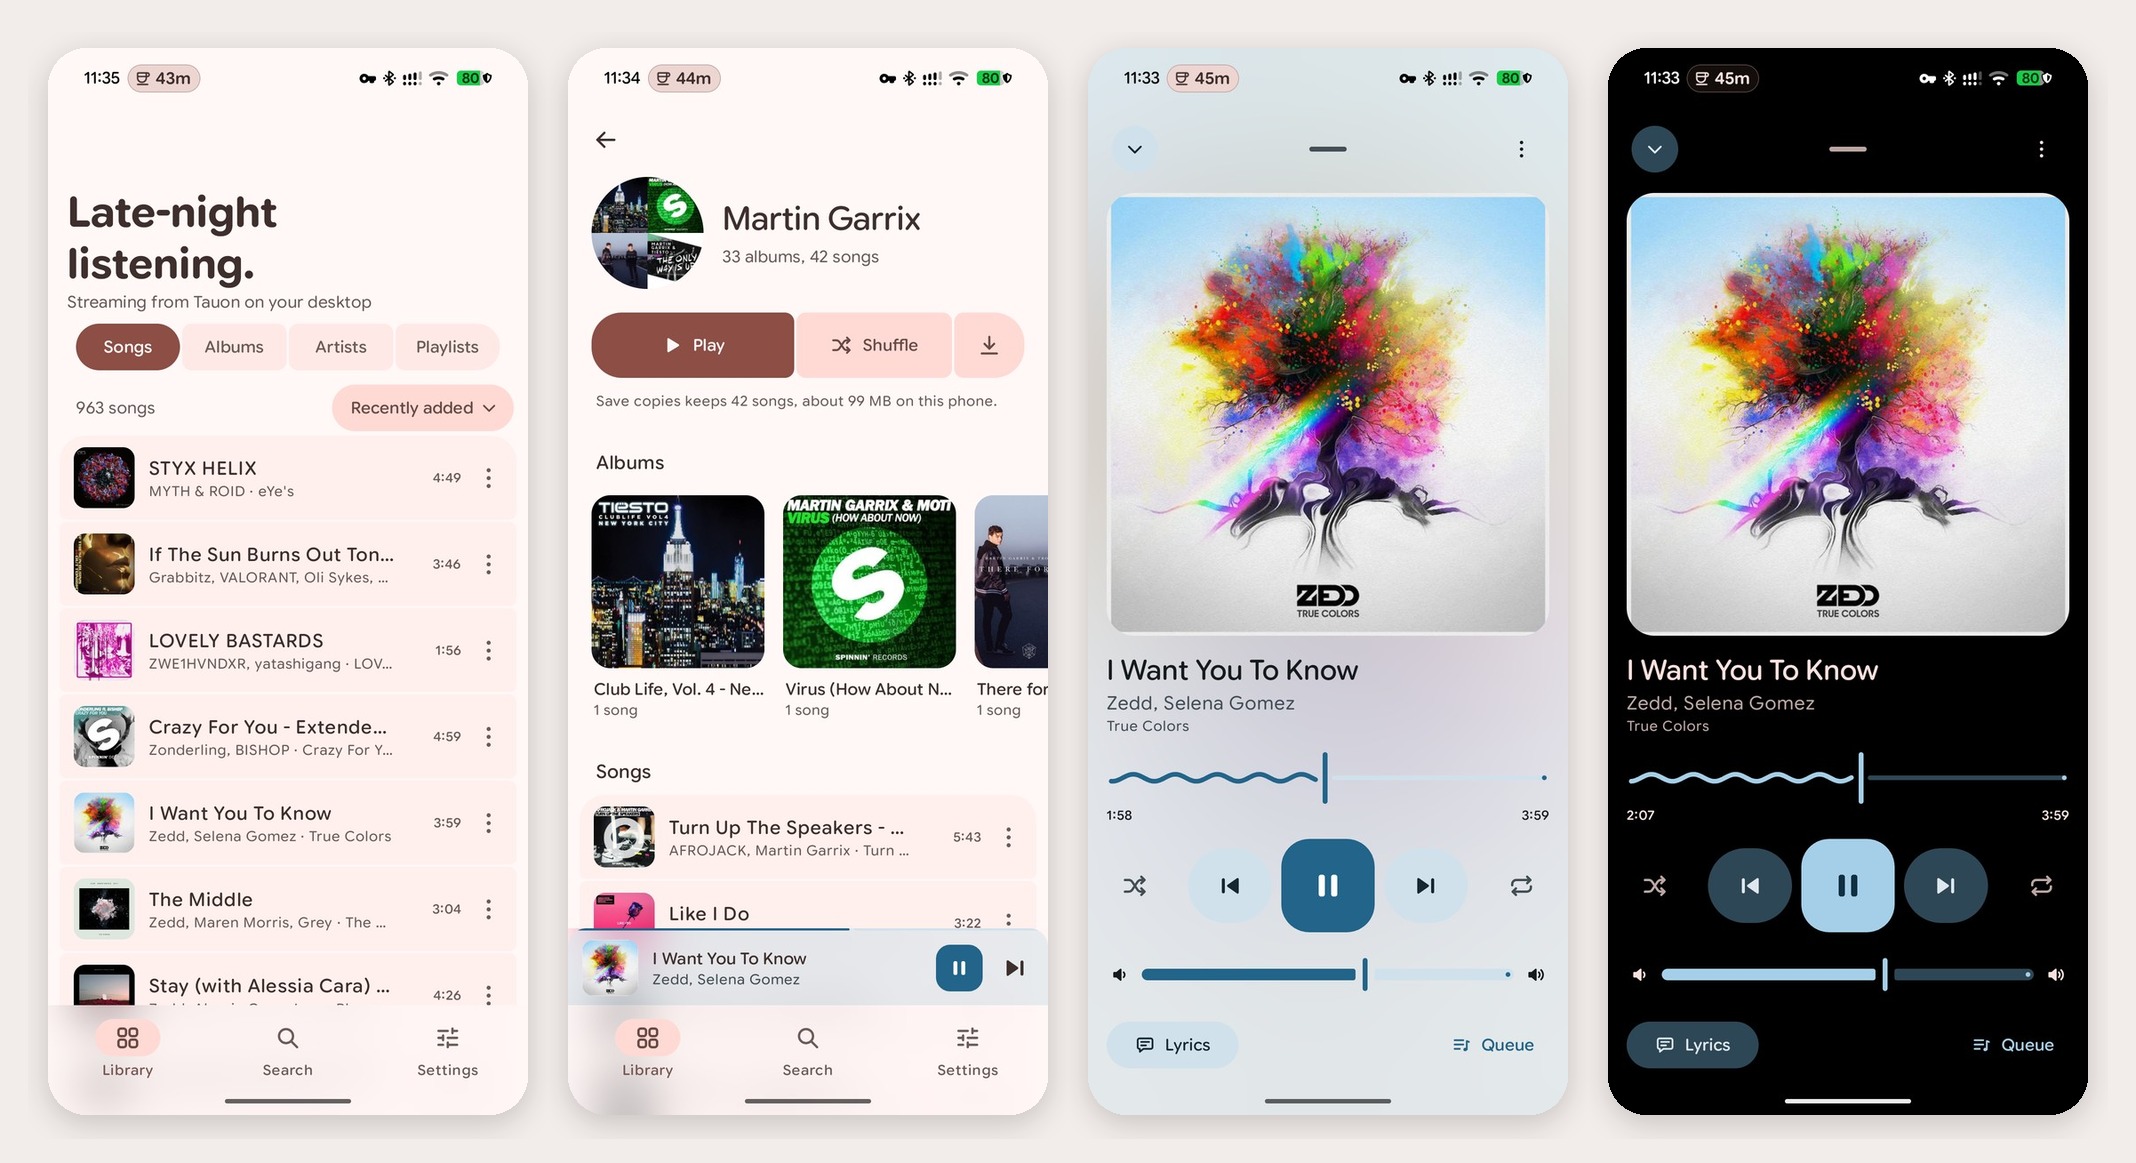 11:35 43m 80
Late-night
listening.
Streaming from Tauon on your desktop
Songs Albums Artists Playlists
963 songs Recently added
STYX HELIX
MYTH & ROID · eYe's
4:49
If The Sun Burns Out Ton...
Grabbitz, VALORANT, Oli Sykes, ...
3:46
LOVELY BASTARDS
ZWE1HVNDXR, yatashigang · LOV...
1:56
Crazy For You - Extende...
Zonderling, BISHOP · Crazy For Y...
4:59
I Want You To Know
Zedd, Selena Gomez · True Colors
3:59
The Middle
Zedd, Maren Morris, Grey · The ...
3:04
Stay (with Alessia Cara) ...
4:26
Library Search Settings
11:34 44m 80
Martin Garrix
33 albums, 42 songs
Play Shuffle
Save copies keeps 42 songs, about 99 MB on this phone.
Albums
TIËSTO
CLUBLIFE VOL4
NEW YORK CITY
MARTIN GARRIX & MOTI
VIRUS (HOW ABOUT NOW)
SPINNIN' RECORDS
Club Life, Vol. 4 - Ne...
1 song
Virus (How About N...
1 song
There for
1 song
Songs
Turn Up The Speakers - ...
AFROJACK, Martin Garrix · Turn ...
5:43
Like I Do
3:22
I Want You To Know
Zedd, Selena Gomez
Library Search Settings
11:33 45m 80
ZEDD
TRUE COLORS
I Want You To Know
Zedd, Selena Gomez
True Colors
1:58 3:59
Lyrics Queue
11:33 45m 80
ZEDD
TRUE COLORS
I Want You To Know
Zedd, Selena Gomez
True Colors
2:07 3:59
Lyrics Queue